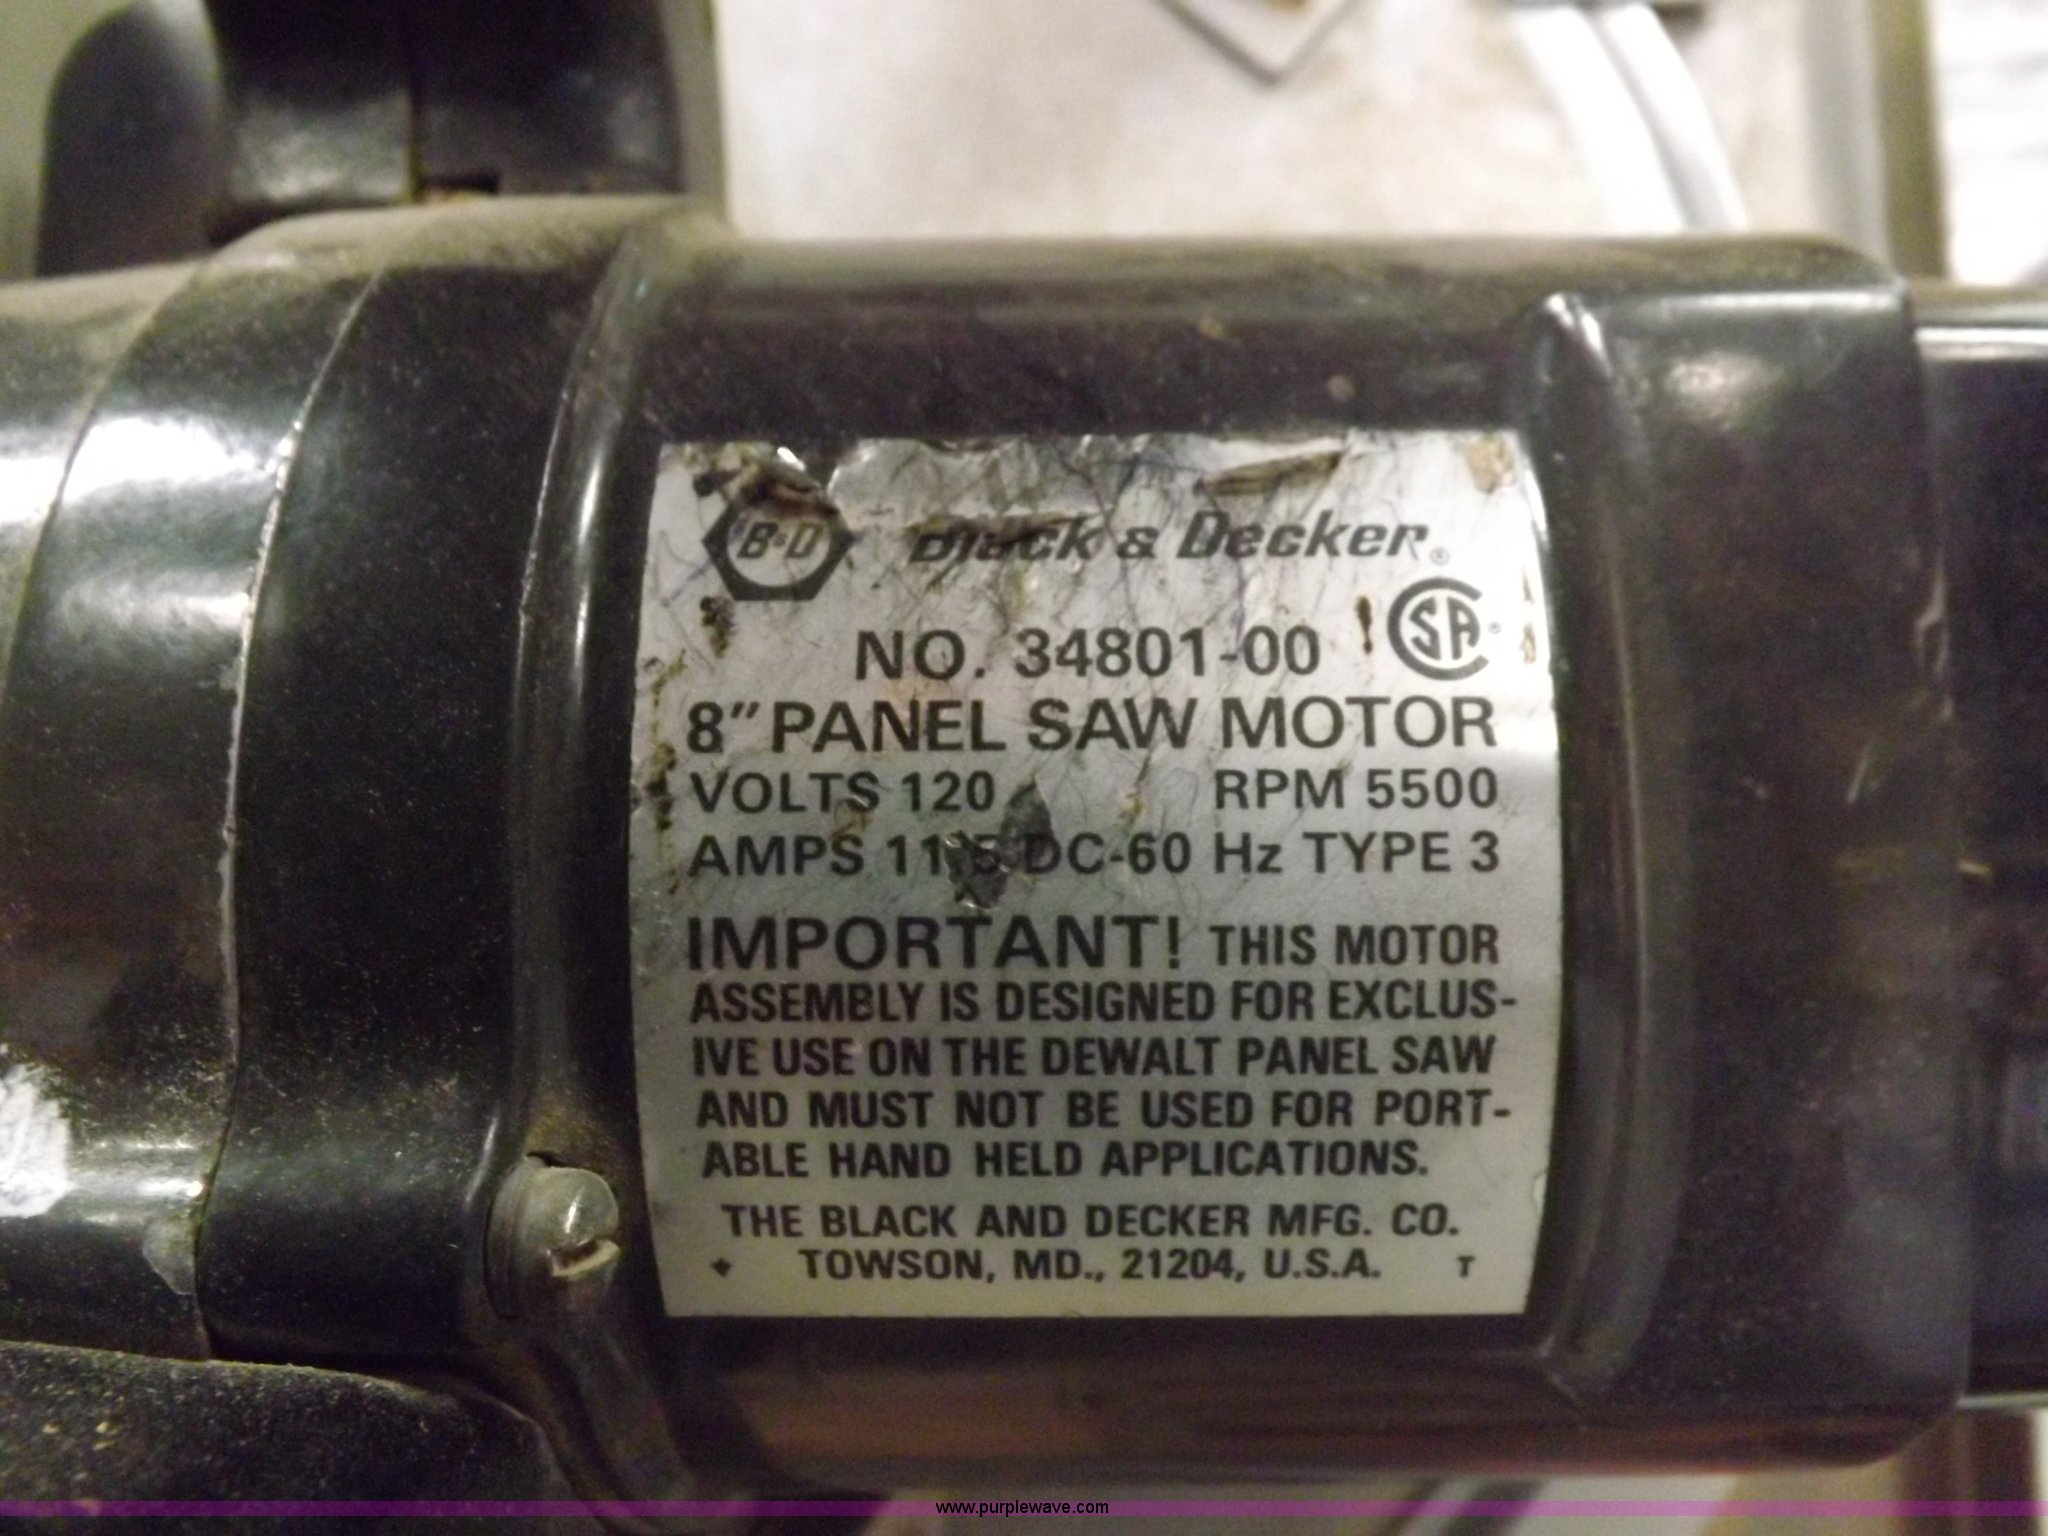 B&D Black & Decker®
SA
NO. 34801-00
8" PANEL SAW MOTOR
VOLTS 120 RPM 5500
AMPS 11.5 DC-60 Hz TYPE 3
IMPORTANT! THIS MOTOR
ASSEMBLY IS DESIGNED FOR EXCLUS-
IVE USE ON THE DEWALT PANEL SAW
AND MUST NOT BE USED FOR PORT-
ABLE HAND HELD APPLICATIONS.
THE BLACK AND DECKER MFG. CO.
TOWSON, MD., 21204, U.S.A. T
www.purplewave.com